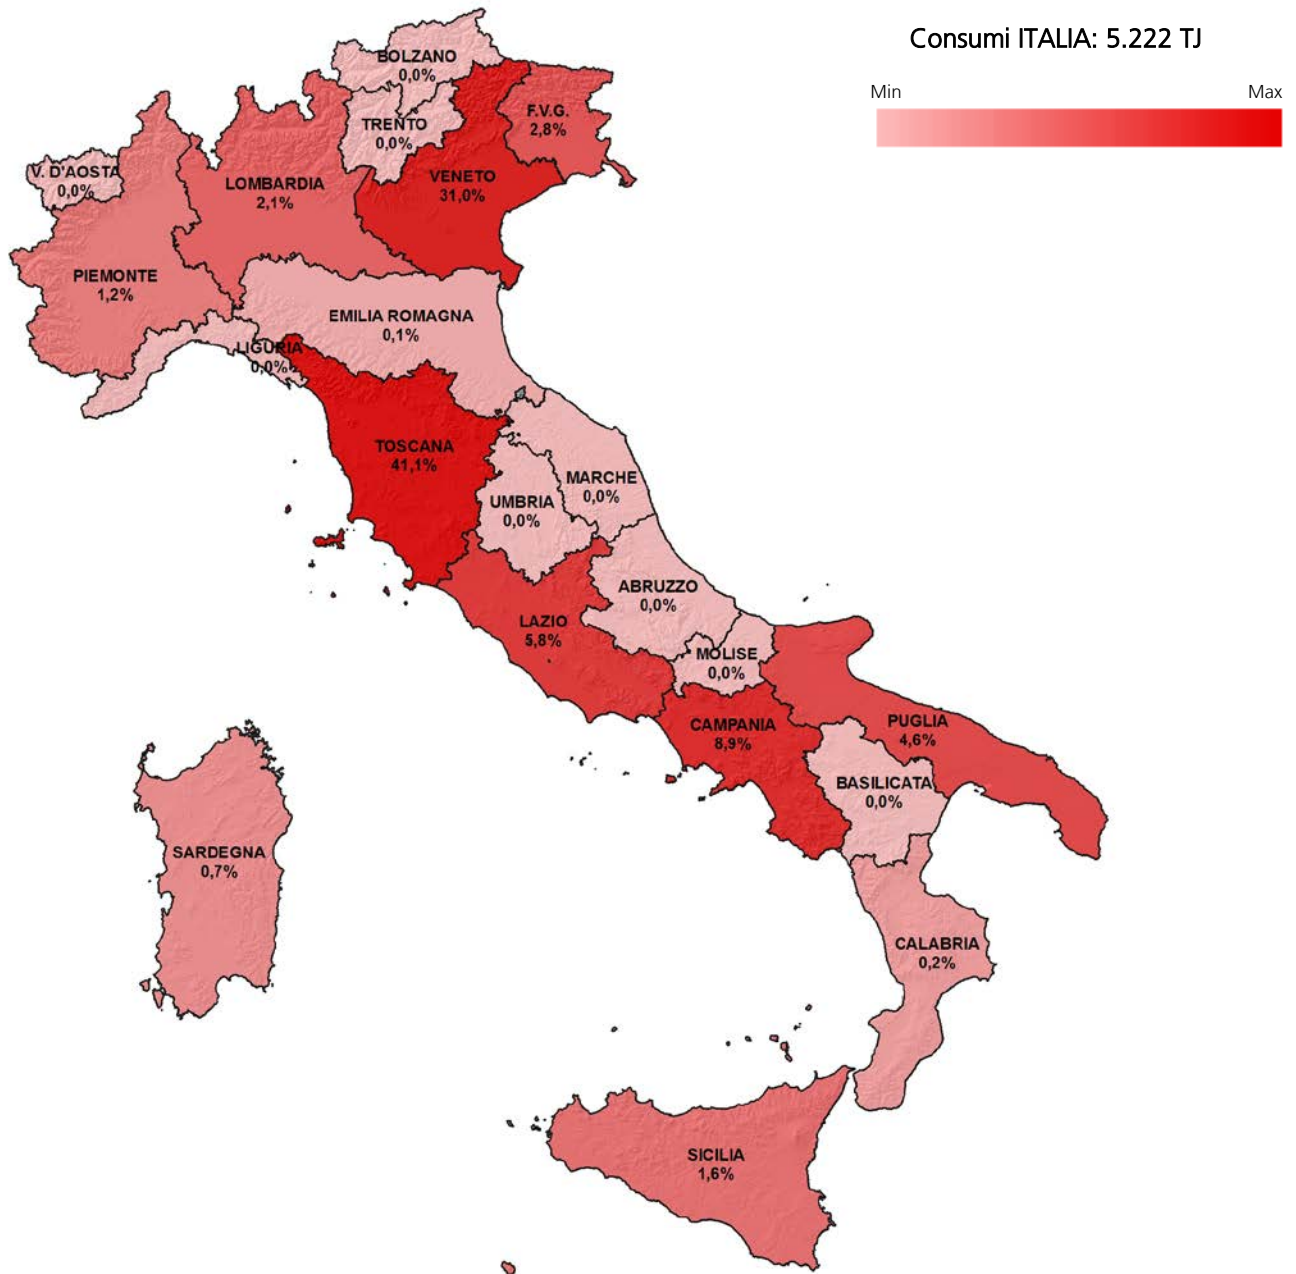 Consumi ITALIA: 5.222 TJ
Min
Max
BOLZANO
0,0%
TRENTO
0,0%
F.V.G.
2,8%
V. D'AOSTA
0,0%
LOMBARDIA
2,1%
VENETO
31,0%
PIEMONTE
1,2%
EMILIA ROMAGNA
0,1%
LIGURIA
0,0%
TOSCANA
41,1%
MARCHE
0,0%
UMBRIA
0,0%
ABRUZZO
0,0%
LAZIO
5,8%
MOLISE
0,0%
CAMPANIA
8,9%
PUGLIA
4,6%
BASILICATA
0,0%
SARDEGNA
0,7%
CALABRIA
0,2%
SICILIA
1,6%